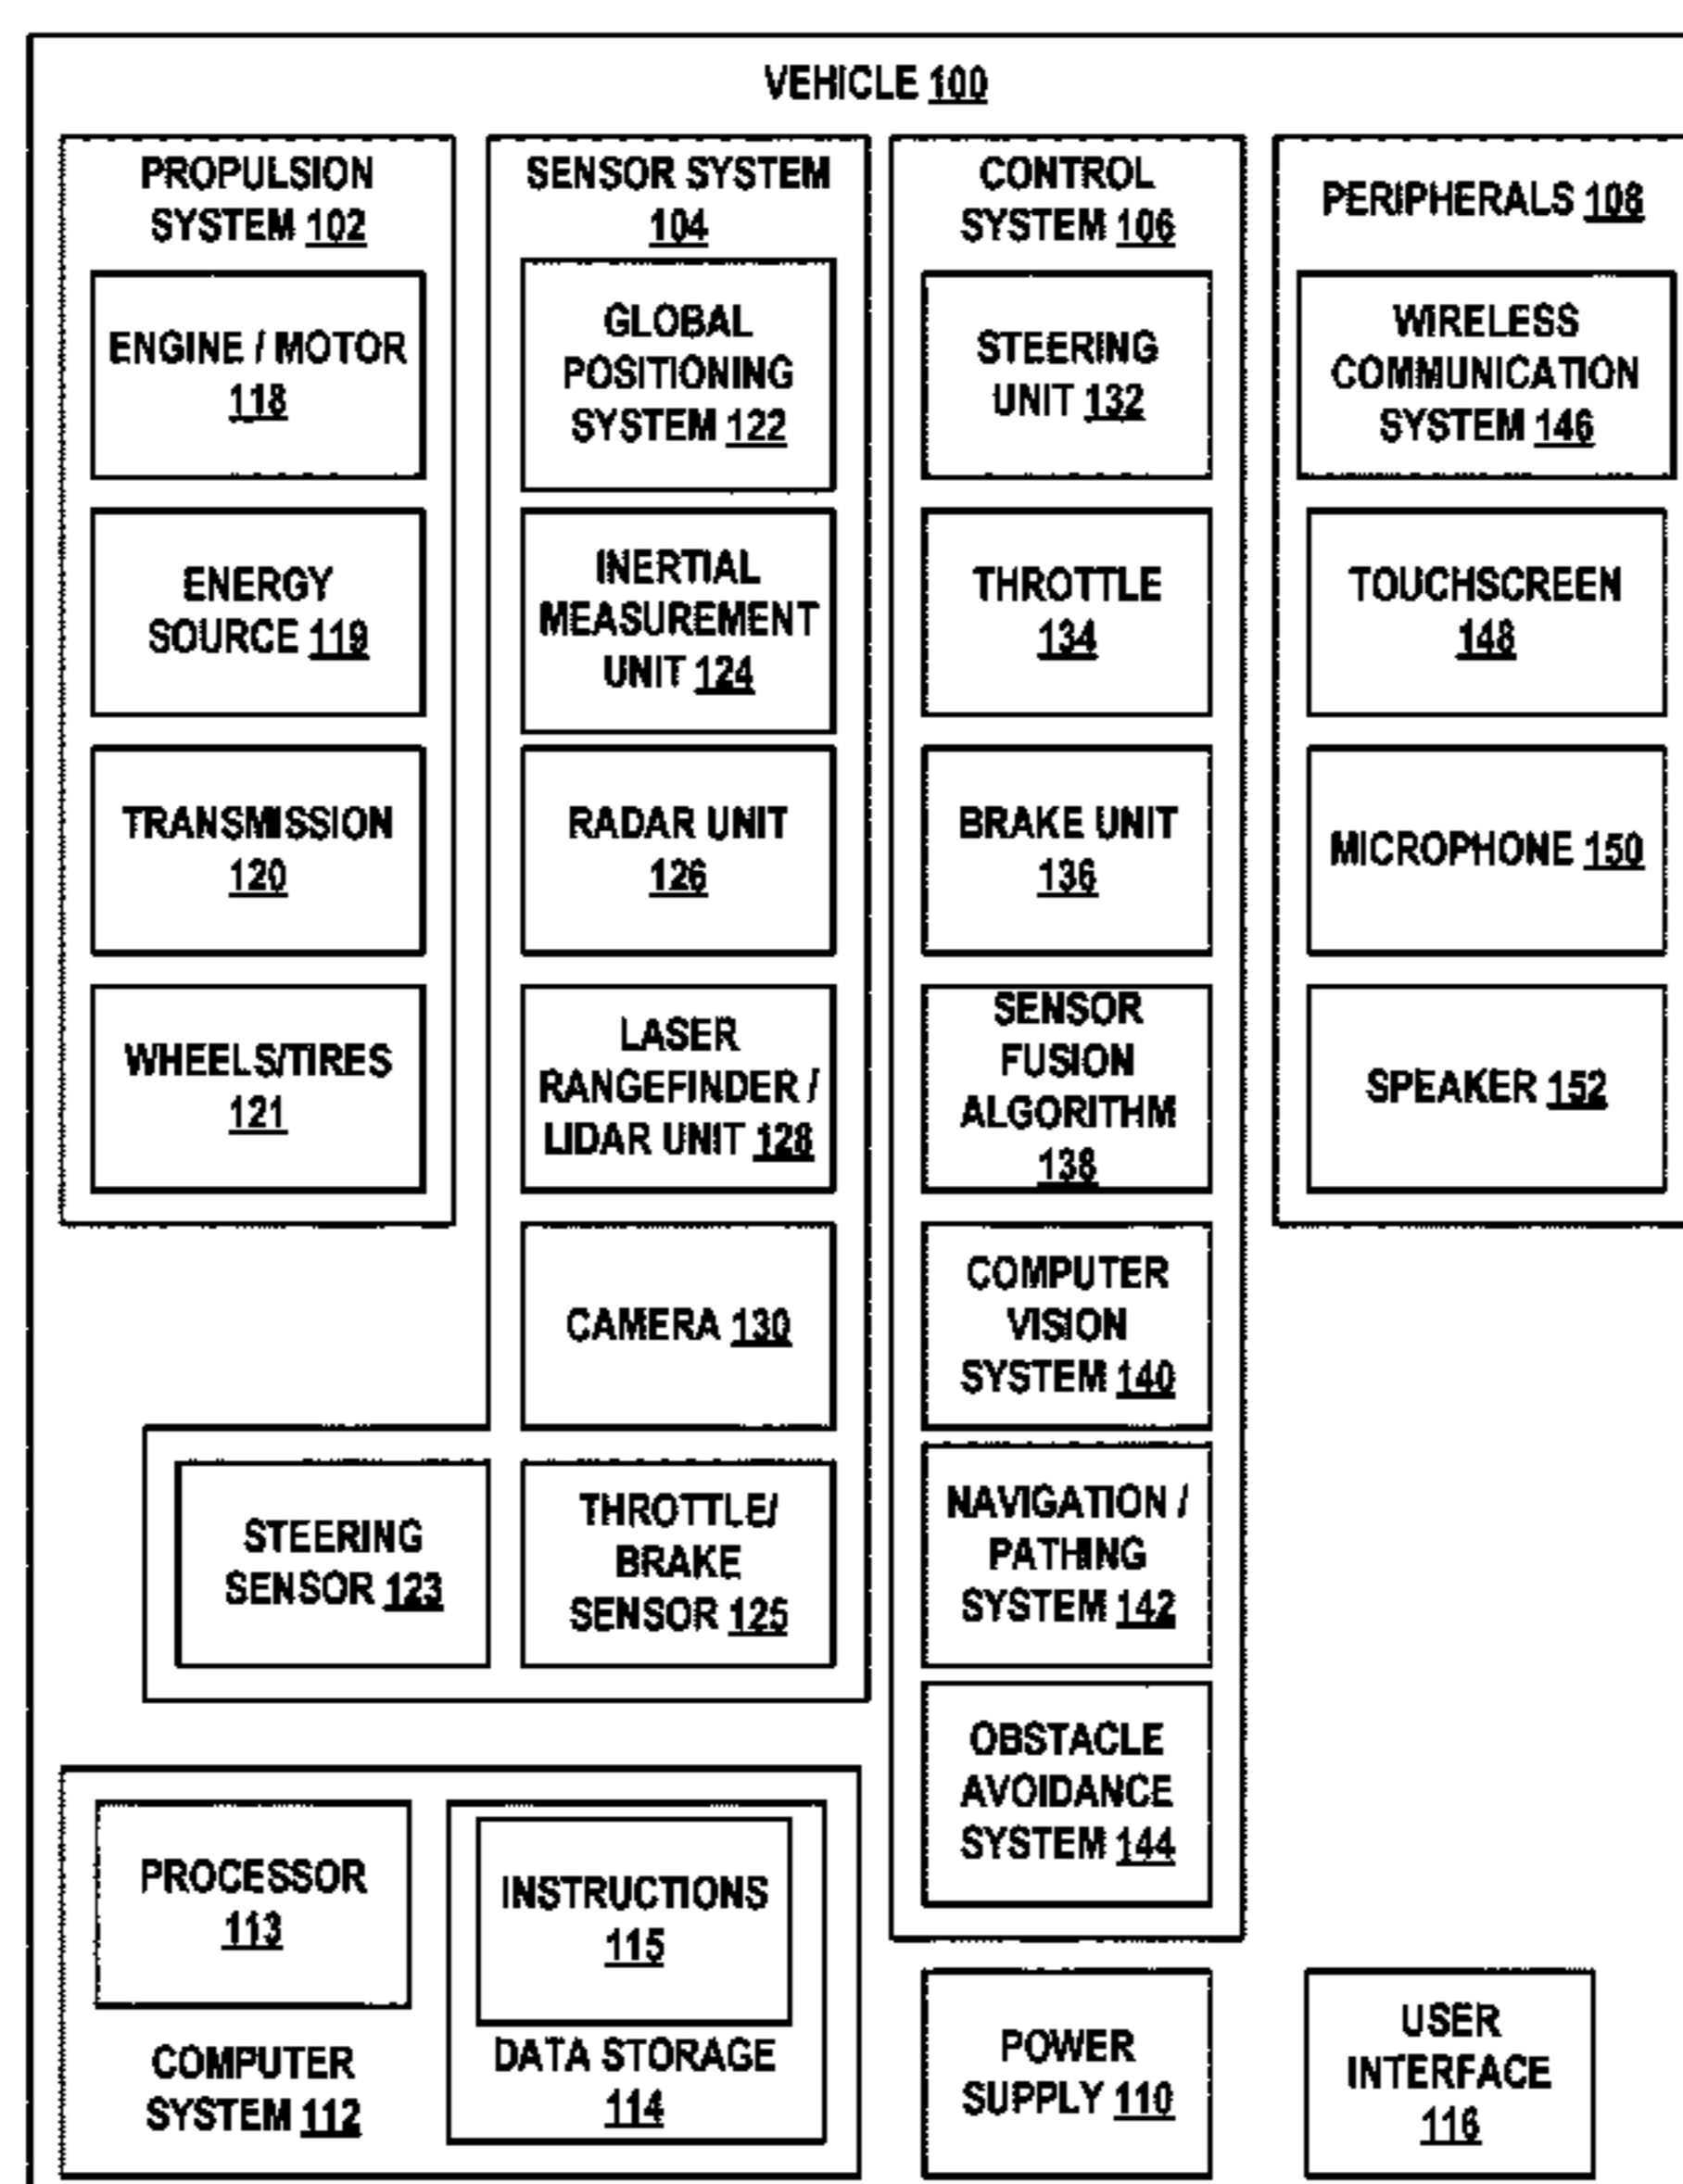 VEHICLE 100
PROPULSION
SYSTEM 102
ENGINE / MOTOR
118
ENERGY
SOURCE 119
TRANSMISSION
120
WHEELS/TIRES
121
SENSOR SYSTEM
104
GLOBAL
POSITIONING
SYSTEM 122
INERTIAL
MEASUREMENT
UNIT 124
RADAR UNIT
126
LASER
RANGEFINDER /
LIDAR UNIT 128
CAMERA 130
STEERING
SENSOR 123
THROTTLE/
BRAKE
SENSOR 125
CONTROL
SYSTEM 106
STEERING
UNIT 132
THROTTLE
134
BRAKE UNIT
136
SENSOR
FUSION
ALGORITHM
138
COMPUTER
VISION
SYSTEM 140
NAVIGATION /
PATHING
SYSTEM 142
OBSTACLE
AVOIDANCE
SYSTEM 144
PERIPHERALS 108
WIRELESS
COMMUNICATION
SYSTEM 146
TOUCHSCREEN
148
MICROPHONE 150
SPEAKER 152
PROCESSOR
113
COMPUTER
SYSTEM 112
INSTRUCTIONS
115
DATA STORAGE
114
POWER
SUPPLY 110
USER
INTERFACE
116